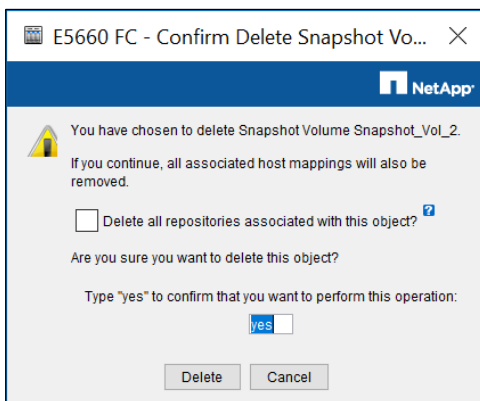 E5660 FC - Confirm Delete Snapshot Vo...
NetApp
You have chosen to delete Snapshot Volume Snapshot_Vol_2.
If you continue, all associated host mappings will also be
removed.
Delete all repositories associated with this object? ?
Are you sure you want to delete this object?
Type "yes" to confirm that you want to perform this operation:
yes
Delete Cancel